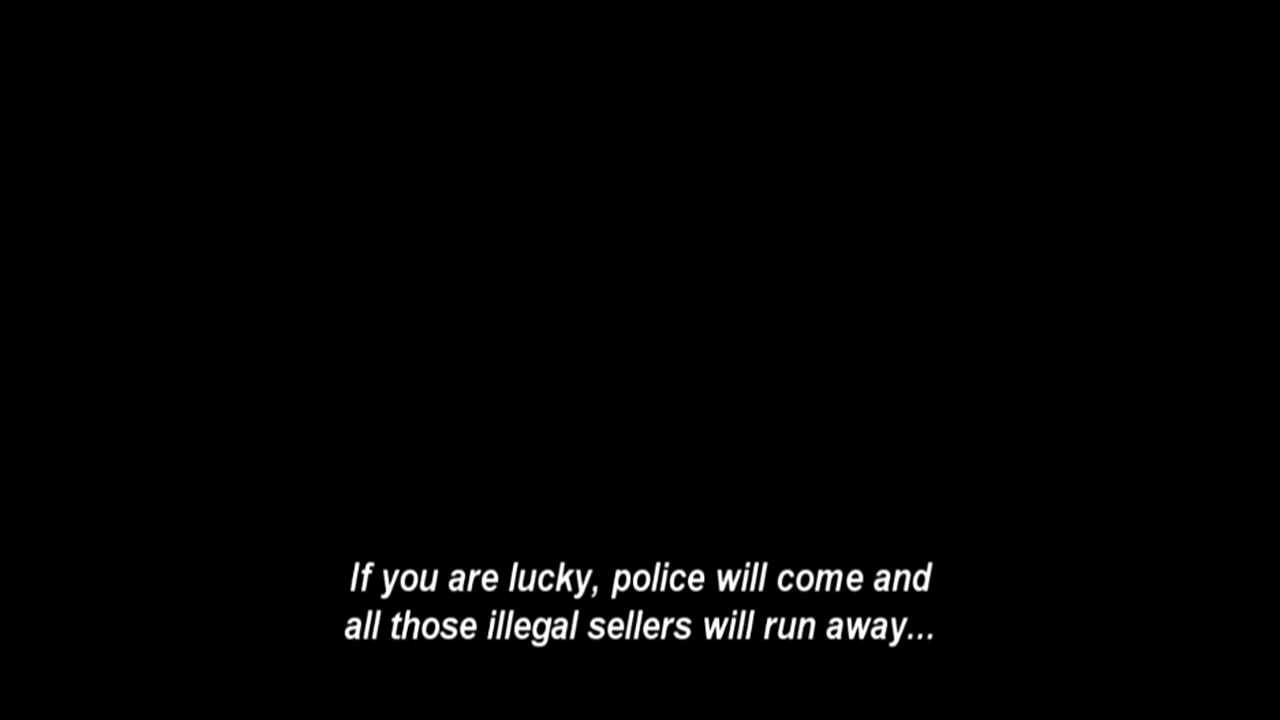 If you are lucky, police will come and
all those illegal sellers will run away...